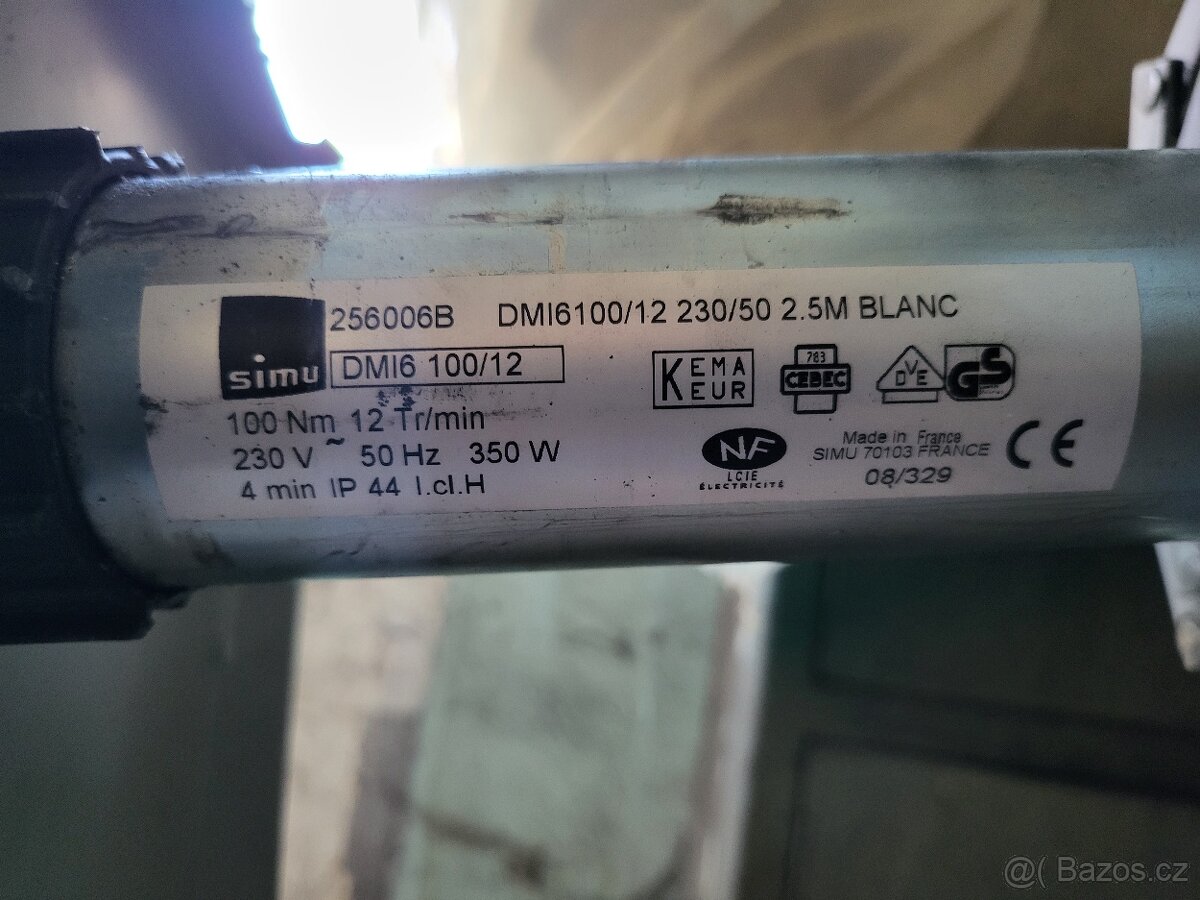 256006B DMI6100/12 230/50 2.5M BLANC
simu DMI6 100/12
100 Nm 12 Tr/min
230 V ~ 50 Hz 350 W
4 min IP 44 I.cl.H
KEMA
KEUR
783
CEBEC
DVE
GS
NF
LCIE
ÉLECTRICITÉ
Made in France
SIMU 70103 FRANCE
08/329
CE
@( Bazos.cz